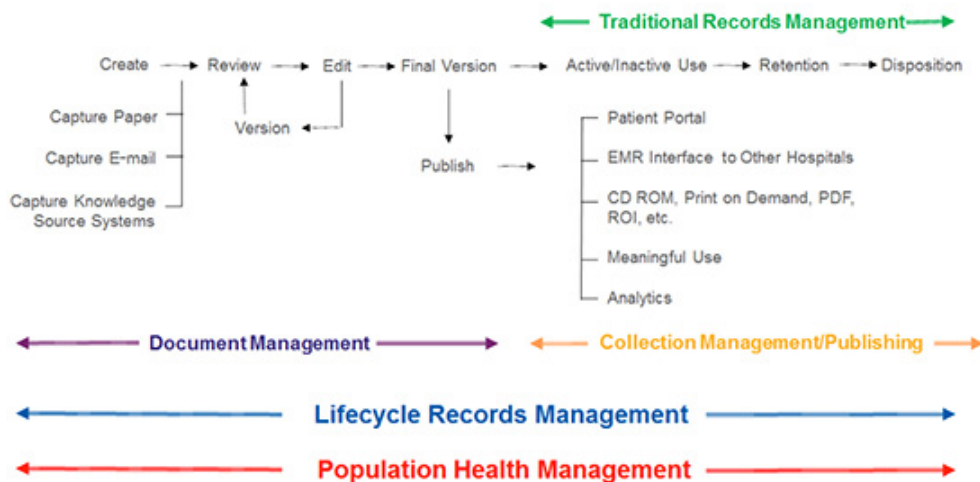 Traditional Records Management
Create Review Edit Final Version Active/Inactive Use Retention Disposition
Capture Paper
Version
Patient Portal
Capture E-mail
Publish
EMR Interface to Other Hospitals
Capture Knowledge
Source Systems
CD ROM, Print on Demand, PDF,
ROI, etc.
Meaningful Use
Analytics
Document Management
Collection Management/Publishing
Lifecycle Records Management
Population Health Management